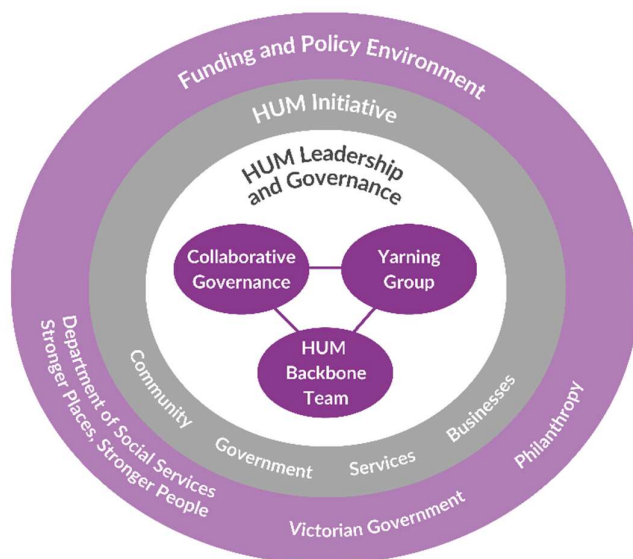 Funding and Policy Environment
HUM Initiative
HUM Leadership
and Governance
Collaborative
Governance
Yarning
Group
HUM
Backbone
Team
Community
Government
Services
Businesses
Department of Social Services
Stronger Places, Stronger People
Victorian Government
Philanthropy